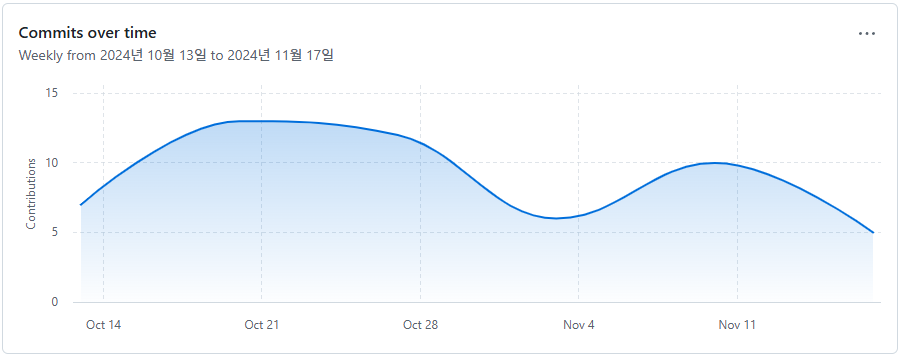 Commits over time
Weekly from 2024년 10월 13일 to 2024년 11월 17일
15
10
5
0
Contributions
Oct 14
Oct 21
Oct 28
Nov 4
Nov 11